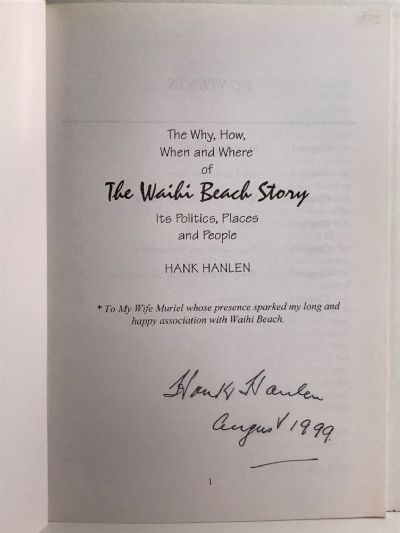 The Why, How,
When and Where
of
The Waihi Beach Story
Its Politics, Places
and People
HANK HANLEN
* To My Wife Muriel whose presence sparked my long and
happy association with Waihi Beach.
Hank Hanlen
August 1999.
1